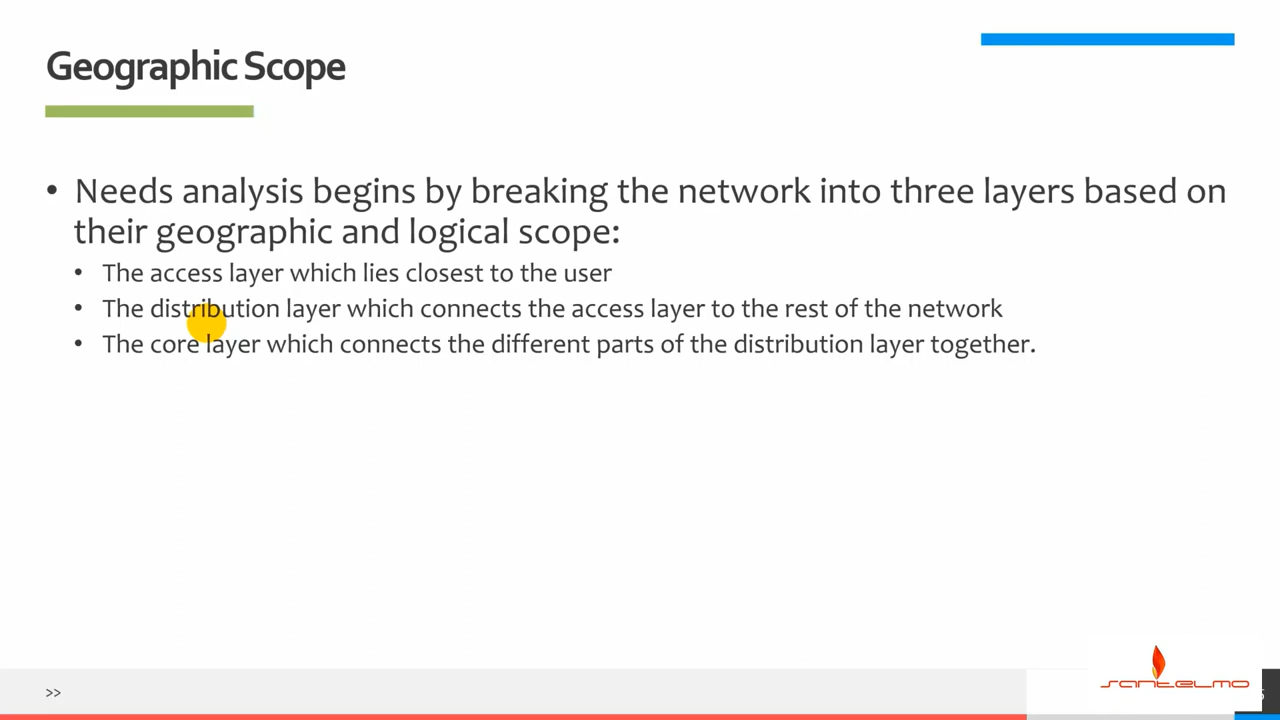 Geographic Scope
• Needs analysis begins by breaking the network into three layers based on
their geographic and logical scope:
• The access layer which lies closest to the user
• The distribution layer which connects the access layer to the rest of the network
• The core layer which connects the different parts of the distribution layer together.
>>
santelmo